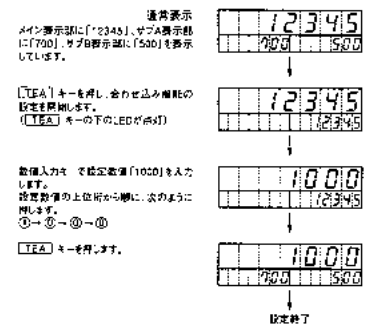 通常表示
メイン表示部に「12345」、サブA表示部
に「700」、サブB表示部に「500」を表示
しています。
12345
700 500
[TEA] キーを押し、合わせ込み機能の
設定を開始します。
([TEA] キーの下のLEDが点灯)
12345
12345
数値入力キーで設定数値「1000」を入力
します。
設定数値の上位桁から順に、次のように
押します。
①→⓪→⓪→⓪
1000
12345
[TEA] キーを押します。
1000
700 500
設定終了